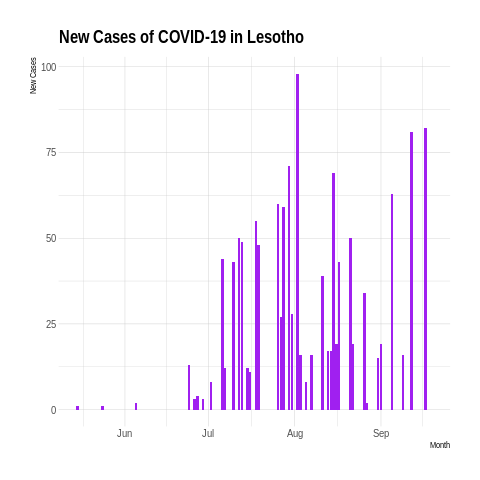 New Cases of COVID-19 in Lesotho
New Cases
100
75
50
25
0
Jun Jul Aug Sep
Month